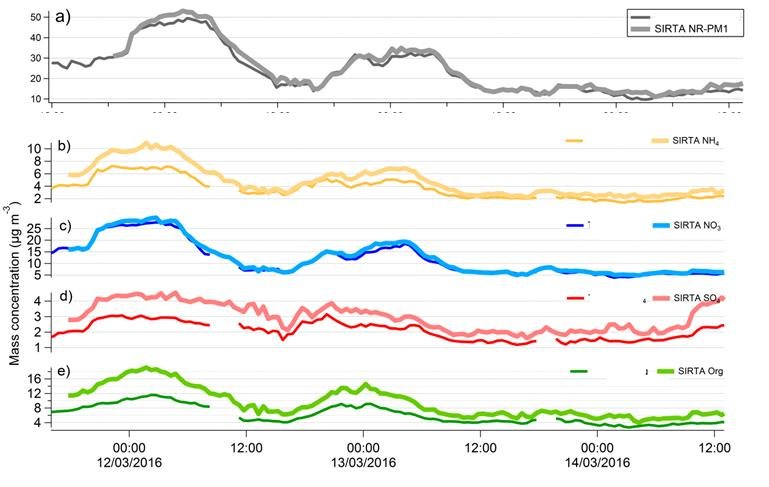 a)
50
40
30
20
10
SIRTA NR-PM1
b)
10
8
6
4
2
SIRTA NH4
c)
25
20
15
10
5
SIRTA NO3
d)
4
3
2
1
SIRTA SO4
e)
16
12
8
4
SIRTA Org
Mass concentration (µg m-3)
00:00 12:00 00:00 12:00 00:00 12:00
12/03/2016 13/03/2016 14/03/2016